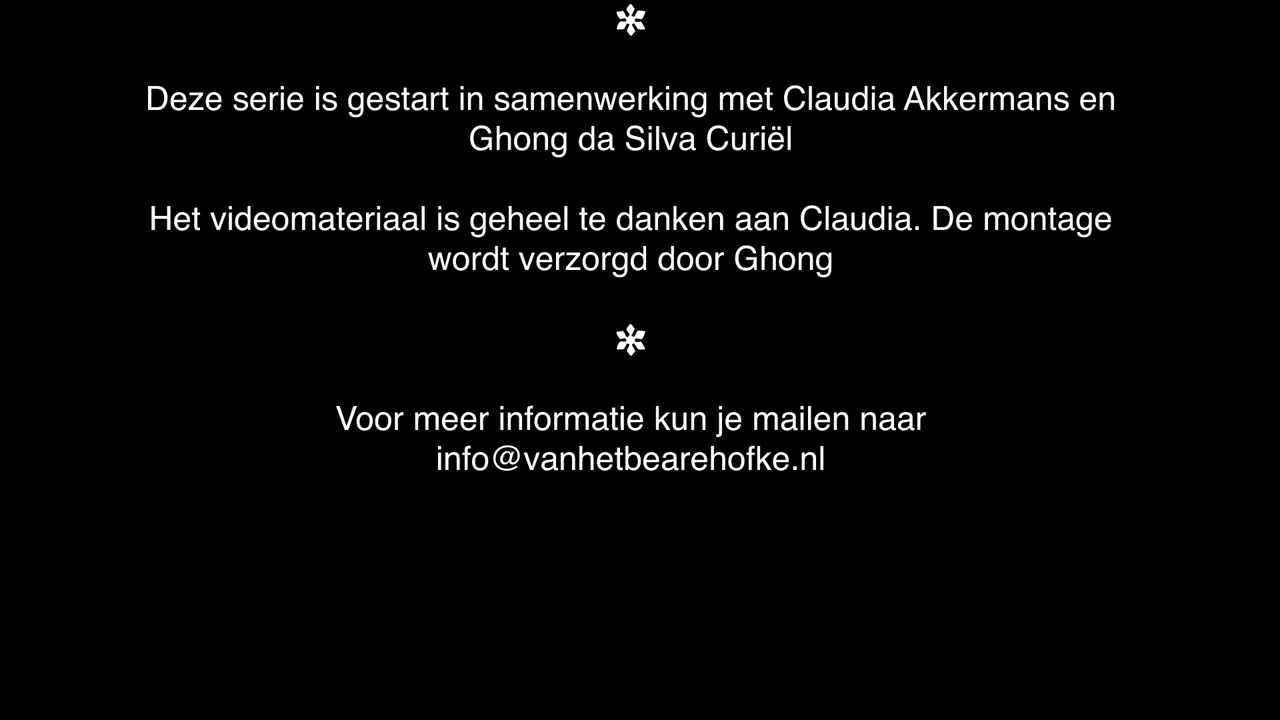 Deze serie is gestart in samenwerking met Claudia Akkermans en
Ghong da Silva Curiël
Het videomateriaal is geheel te danken aan Claudia. De montage
wordt verzorgd door Ghong
Voor meer informatie kun je mailen naar
info@vanhetbearehofke.nl